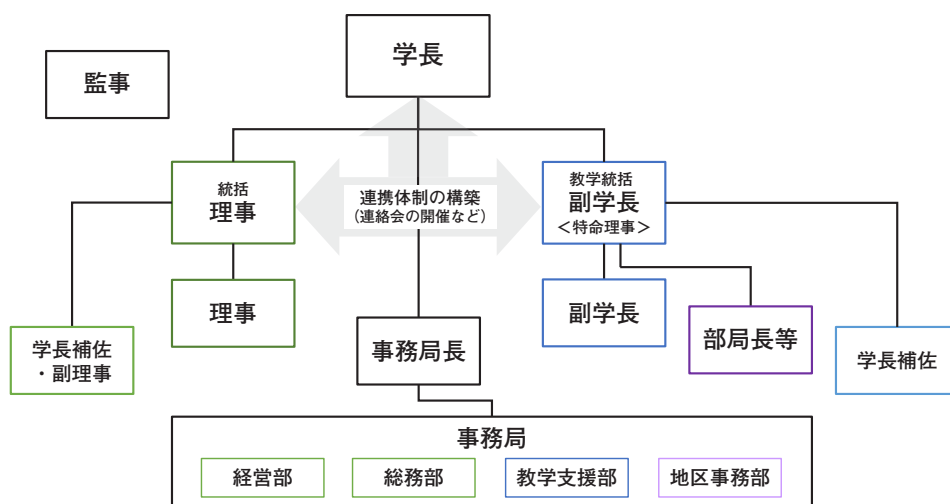 学長
監事
統括
理事
連携体制の構築
（連絡会の開催など）
教学統括
副学長
＜特命理事＞
理事
副学長
学長補佐
・副理事
事務局長
部局長等
学長補佐
事務局
経営部
総務部
教学支援部
地区事務部